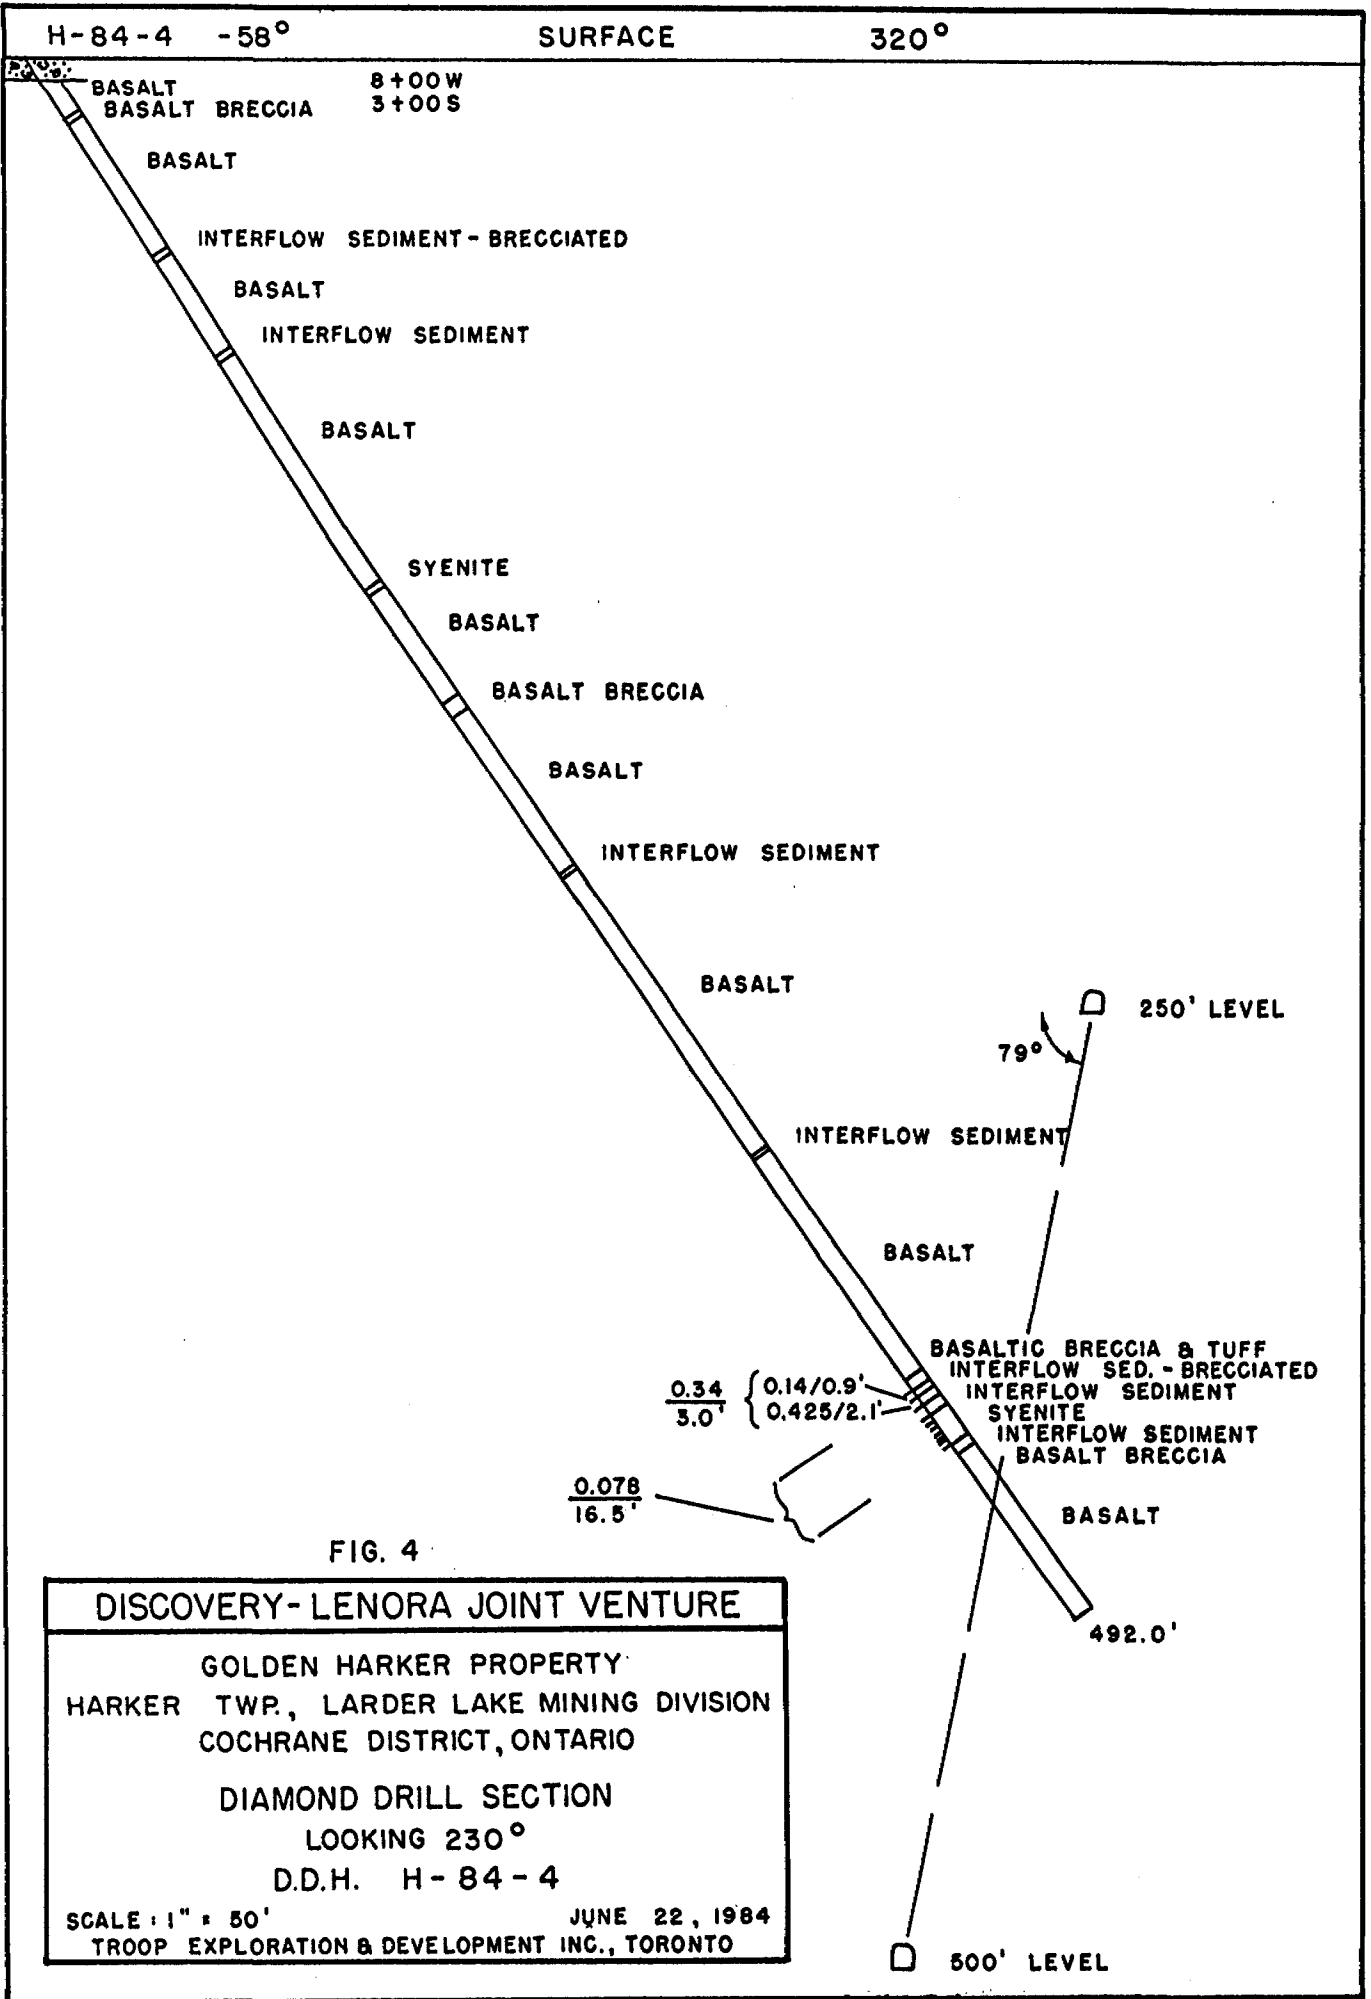 H-84-4 -58° SURFACE 320°
BASALT 8+00W
BASALT BRECCIA 3+00S
BASALT
INTERFLOW SEDIMENT - BRECCIATED
BASALT
INTERFLOW SEDIMENT
BASALT
SYENITE
BASALT
BASALT BRECCIA
BASALT
INTERFLOW SEDIMENT
BASALT
250' LEVEL
79°
INTERFLOW SEDIMENT
BASALT
BASALTIC BRECCIA & TUFF
INTERFLOW SED. - BRECCIATED
INTERFLOW SEDIMENT
SYENITE
INTERFLOW SEDIMENT
BASALT BRECCIA
0.34
3.0'
0.14/0.9'
0.425/2.1'
0.078
16.5'
BASALT
492.0'
FIG. 4
DISCOVERY- LENORA JOINT VENTURE
GOLDEN HARKER PROPERTY
HARKER TWP., LARDER LAKE MINING DIVISION
COCHRANE DISTRICT, ONTARIO
DIAMOND DRILL SECTION
LOOKING 230°
D.D.H. H-84-4
SCALE : 1" = 50' JUNE 22, 1984
TROOP EXPLORATION & DEVELOPMENT INC., TORONTO
500' LEVEL